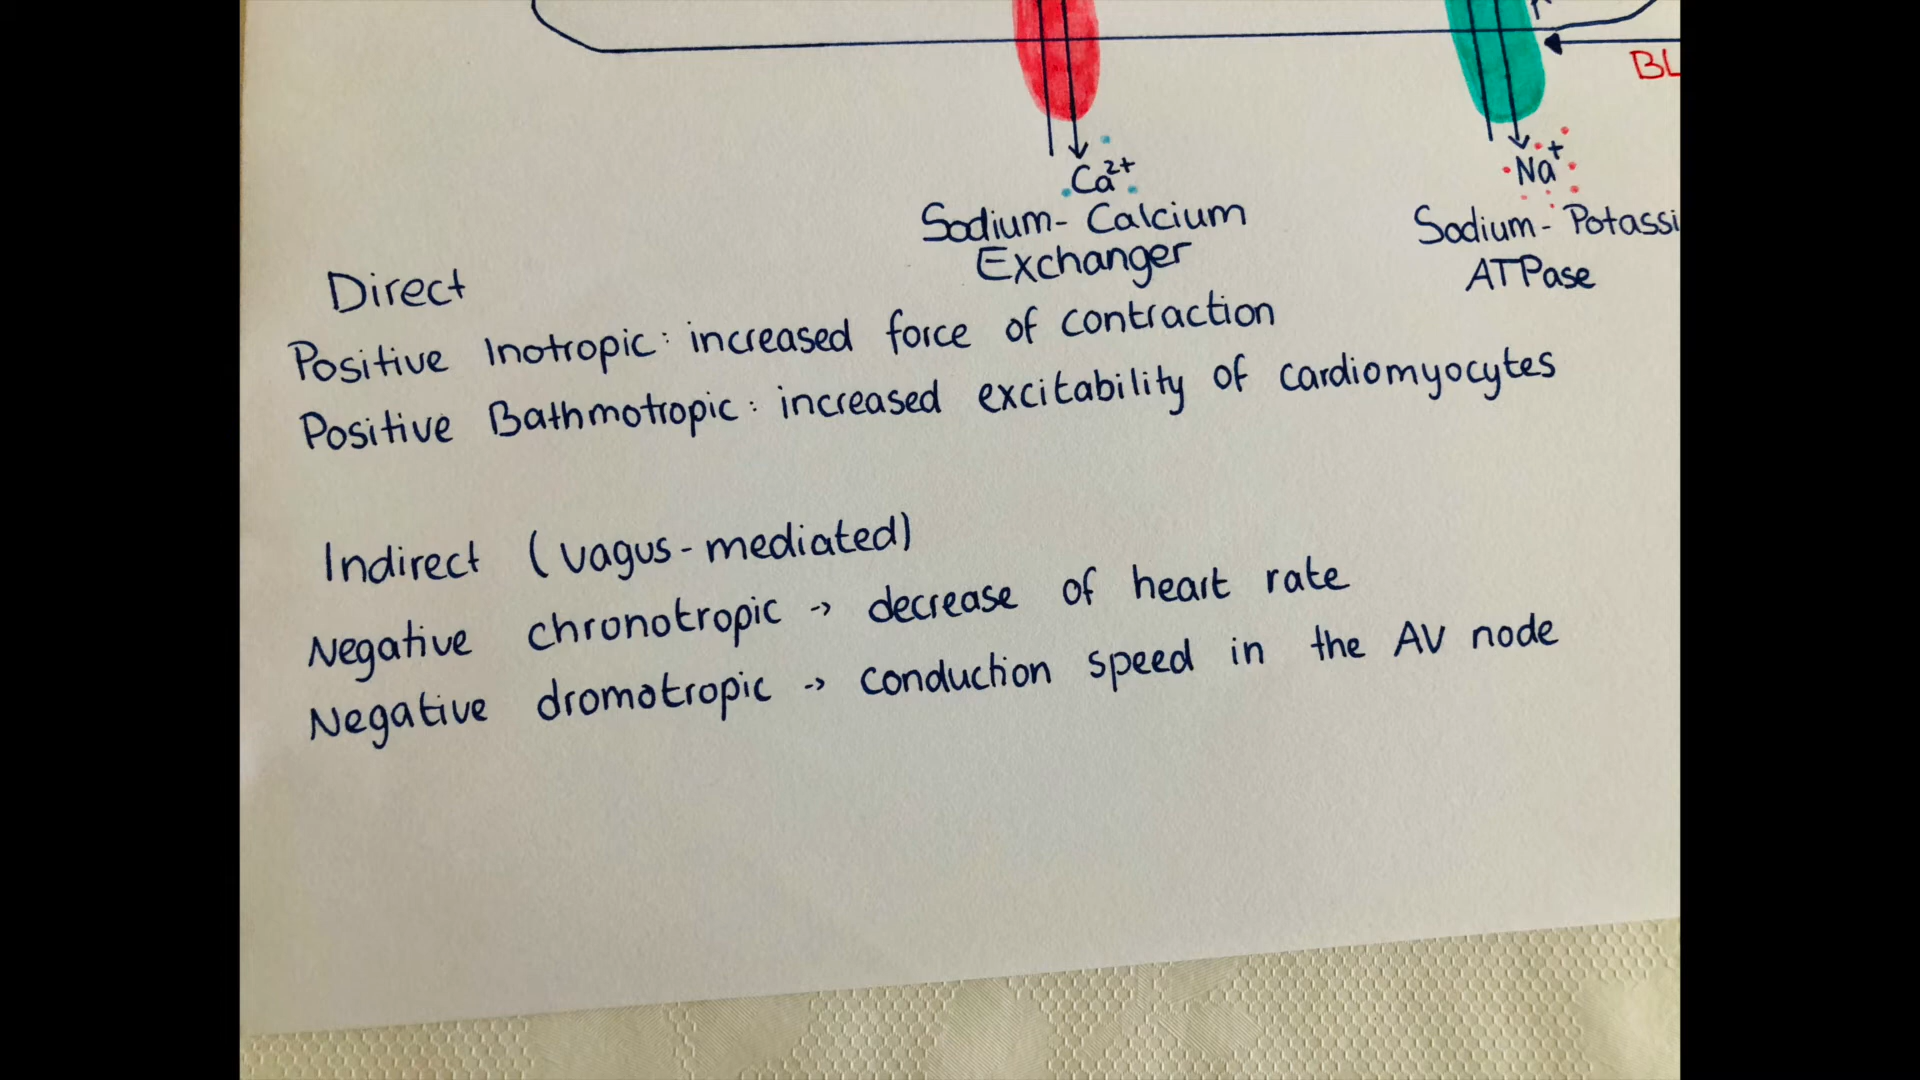 BL
Ca²⁺
Na⁺
Sodium-Calcium
Exchanger
Sodium-Potassi
ATPase
Direct
Positive Inotropic: increased force of contraction
Positive Bathmotropic: increased excitability of cardiomyocytes
Indirect (vagus-mediated)
Negative chronotropic -> decrease of heart rate
Negative dromotropic -> conduction speed in the AV node